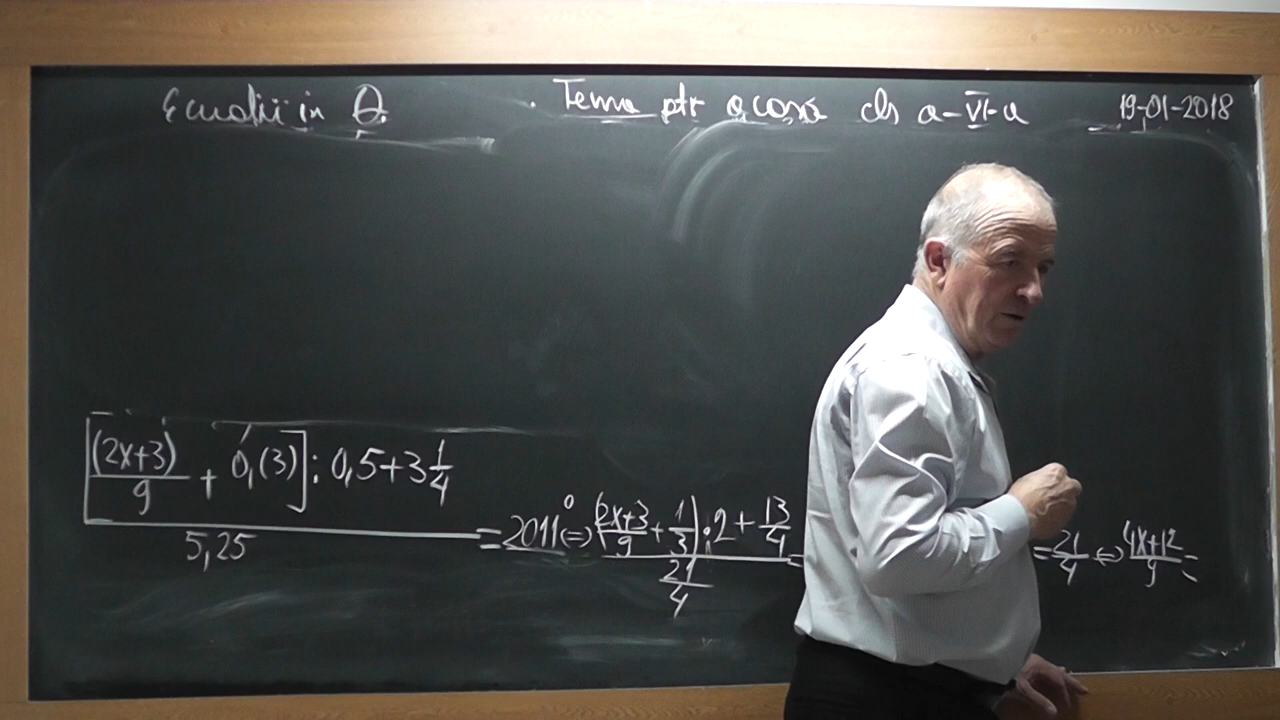 Ecuații în Q. . Tema ptr acasă cls a-VI-a 19-01-2018
[(2x+3)/9 + 0,(3)] : 0,5+3 1/4 / 5,25 = 2011⁰ ⇔ (2x+3/9 + 1/3) : 2 + 13/4 / 21/4 = = 21/4 ⇔ 4x+12/9 =